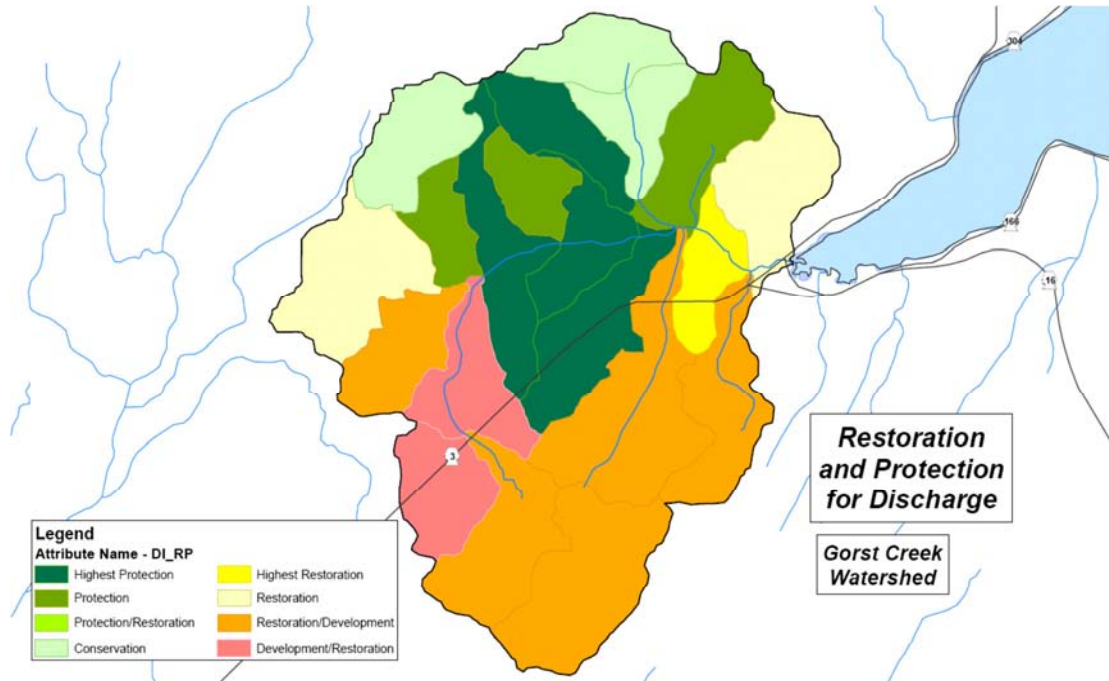 304
166
16
3
Restoration
and Protection
for Discharge
Gorst Creek
Watershed
Legend
Attribute Name - DI_RP
Highest Protection
Protection
Protection/Restoration
Conservation
Highest Restoration
Restoration
Restoration/Development
Development/Restoration